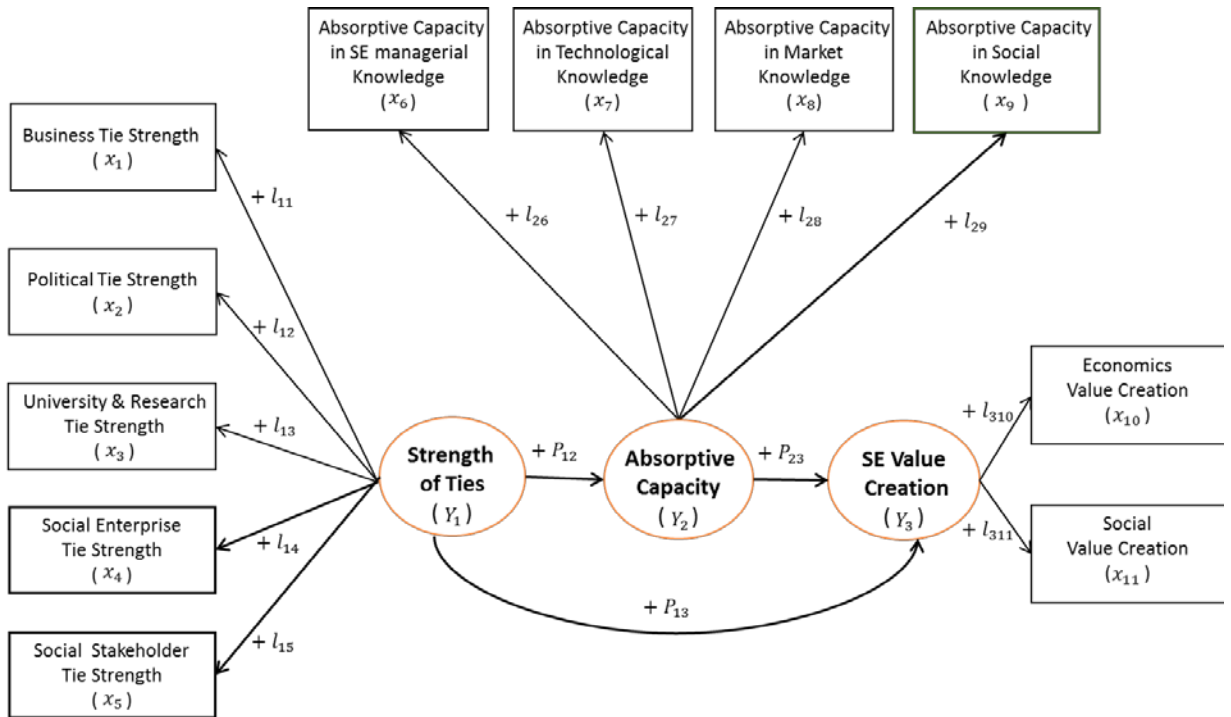 Absorptive Capacity
in SE managerial
Knowledge
( x₆ )
Absorptive Capacity
in Technological
Knowledge
( x₇ )
Absorptive Capacity
in Market
Knowledge
( x₈)
Absorptive Capacity
in Social
Knowledge
( x₉ )
Business Tie Strength
( x₁ )
+ l₁₁
+ l₂₆
+ l₂₇
+ l₂₈
+ l₂₉
Political Tie Strength
( x₂ )
+ l₁₂
University & Research
Tie Strength
( x₃ )
+ l₁₃
Social Enterprise
Tie Strength
( x₄ )
+ l₁₄
Social Stakeholder
Tie Strength
( x₅ )
+ l₁₅
Strength
of Ties
( Y₁ )
+ P₁₂
Absorptive
Capacity
( Y₂ )
+ P₂₃
SE Value
Creation
( Y₃ )
+ P₁₃
+ l₃₁₀
Economics
Value Creation
(x₁₀ )
+ l₃₁₁
Social
Value Creation
(x₁₁ )